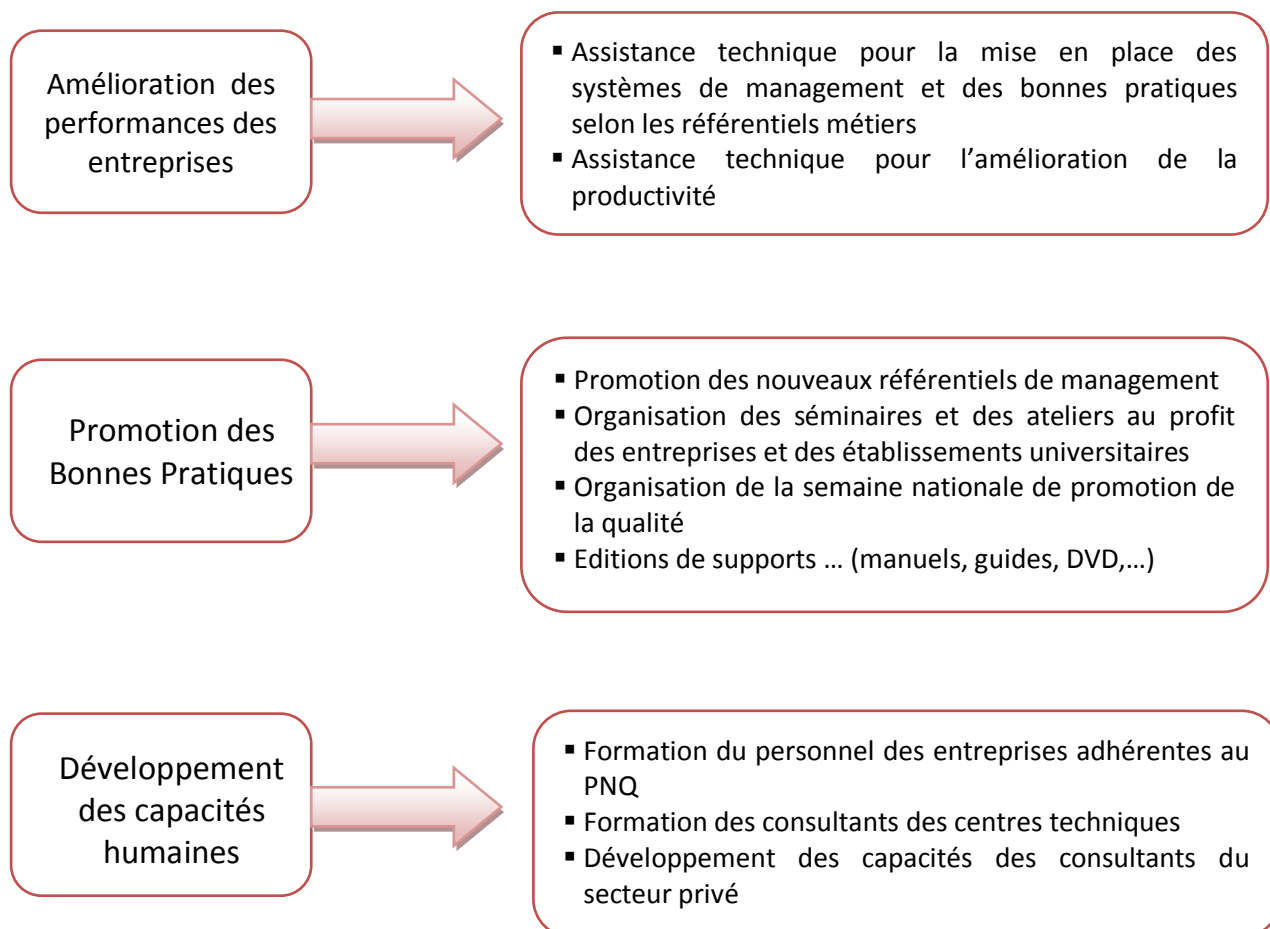 Amélioration des
performances des
entreprises
▪ Assistance technique pour la mise en place des
systèmes de management et des bonnes pratiques
selon les référentiels métiers
▪ Assistance technique pour l’amélioration de la
productivité
Promotion des
Bonnes Pratiques
▪ Promotion des nouveaux référentiels de management
▪ Organisation des séminaires et des ateliers au profit
des entreprises et des établissements universitaires
▪ Organisation de la semaine nationale de promotion de
la qualité
▪ Editions de supports … (manuels, guides, DVD,…)
Développement
des capacités
humaines
▪ Formation du personnel des entreprises adhérentes au
PNQ
▪ Formation des consultants des centres techniques
▪ Développement des capacités des consultants du
secteur privé